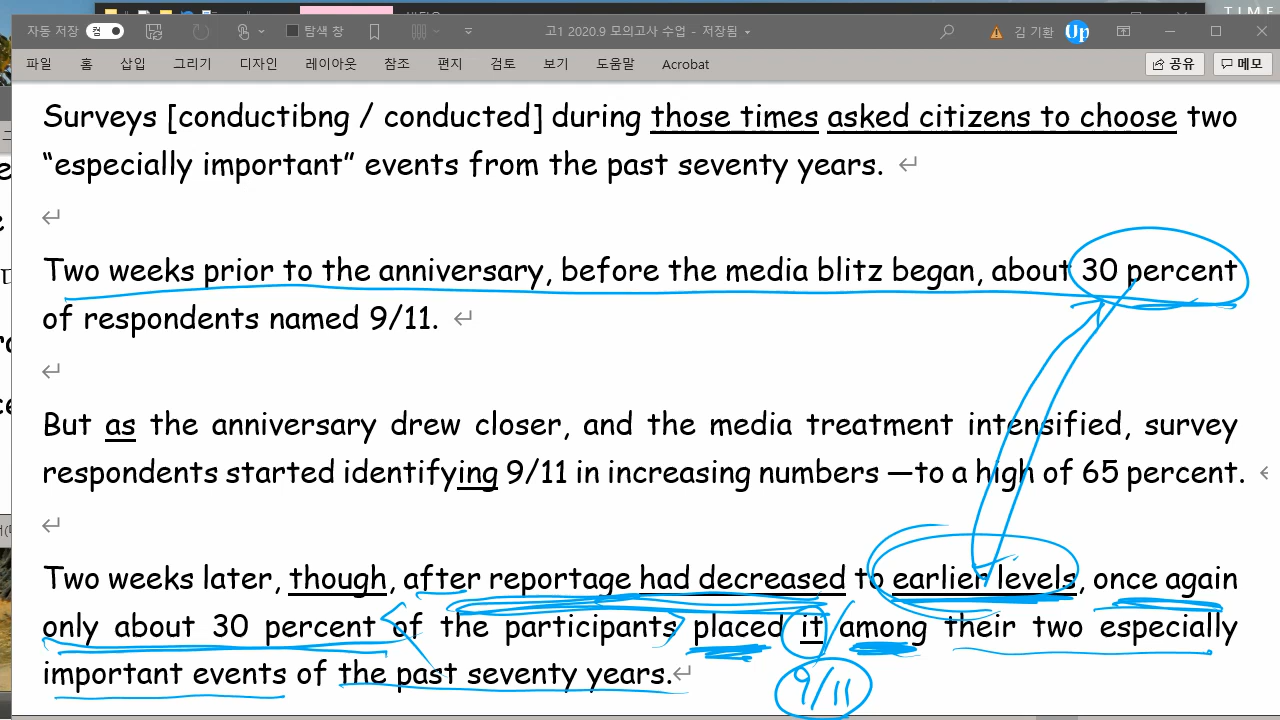 TIME
자동 저장 컴 탐색 창 고1 2020.9 모의고사 수업 - 저장됨 김 기환 Up
파일 홈 삽입 그리기 디자인 레이아웃 참조 편지 검토 보기 도움말 Acrobat 공유 메모
Surveys [conductibng / conducted] during those times asked citizens to choose two
“especially important” events from the past seventy years.
Two weeks prior to the anniversary, before the media blitz began, about 30 percent
of respondents named 9/11.
But as the anniversary drew closer, and the media treatment intensified, survey
respondents started identifying 9/11 in increasing numbers —to a high of 65 percent.
Two weeks later, though, after reportage had decreased to earlier levels, once again
only about 30 percent of the participants placed it among their two especially
important events of the past seventy years.
9/11